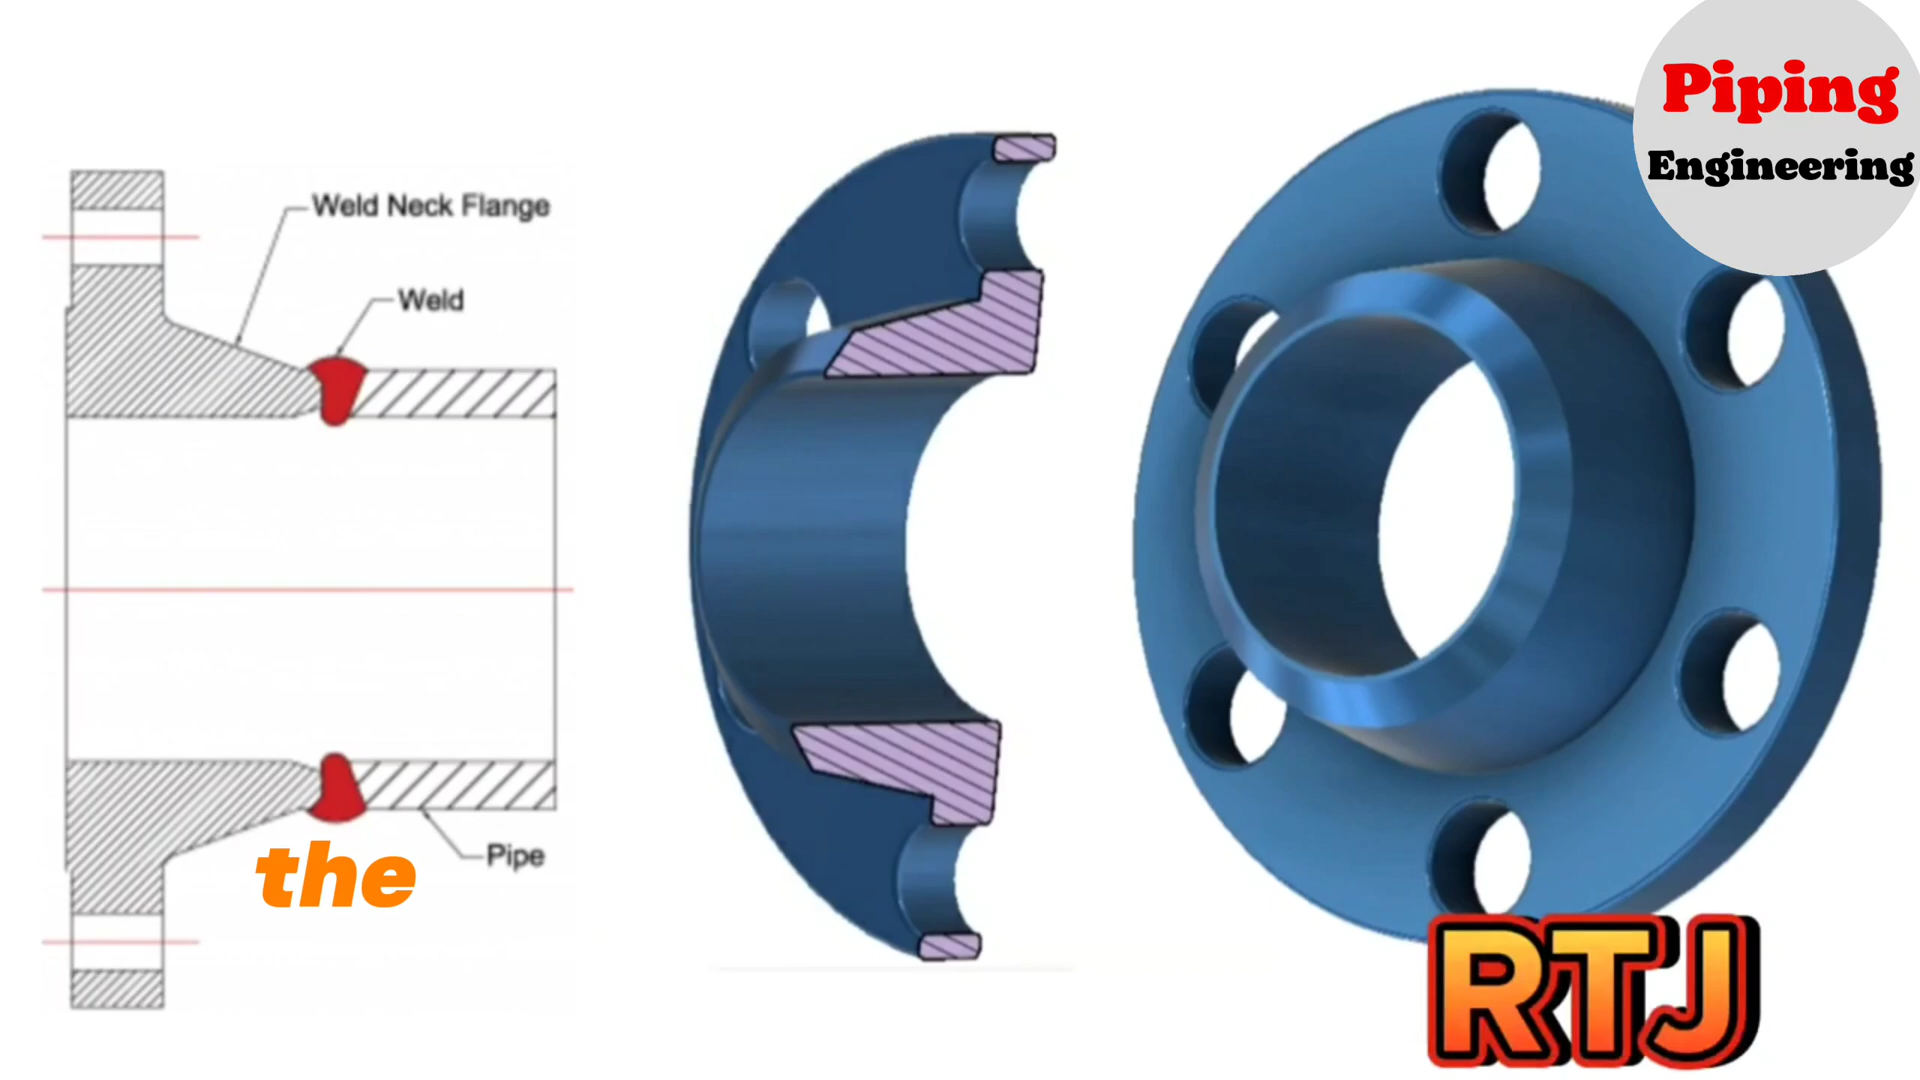 Piping
Engineering
Weld Neck Flange
Weld
Pipe
the
RTJ